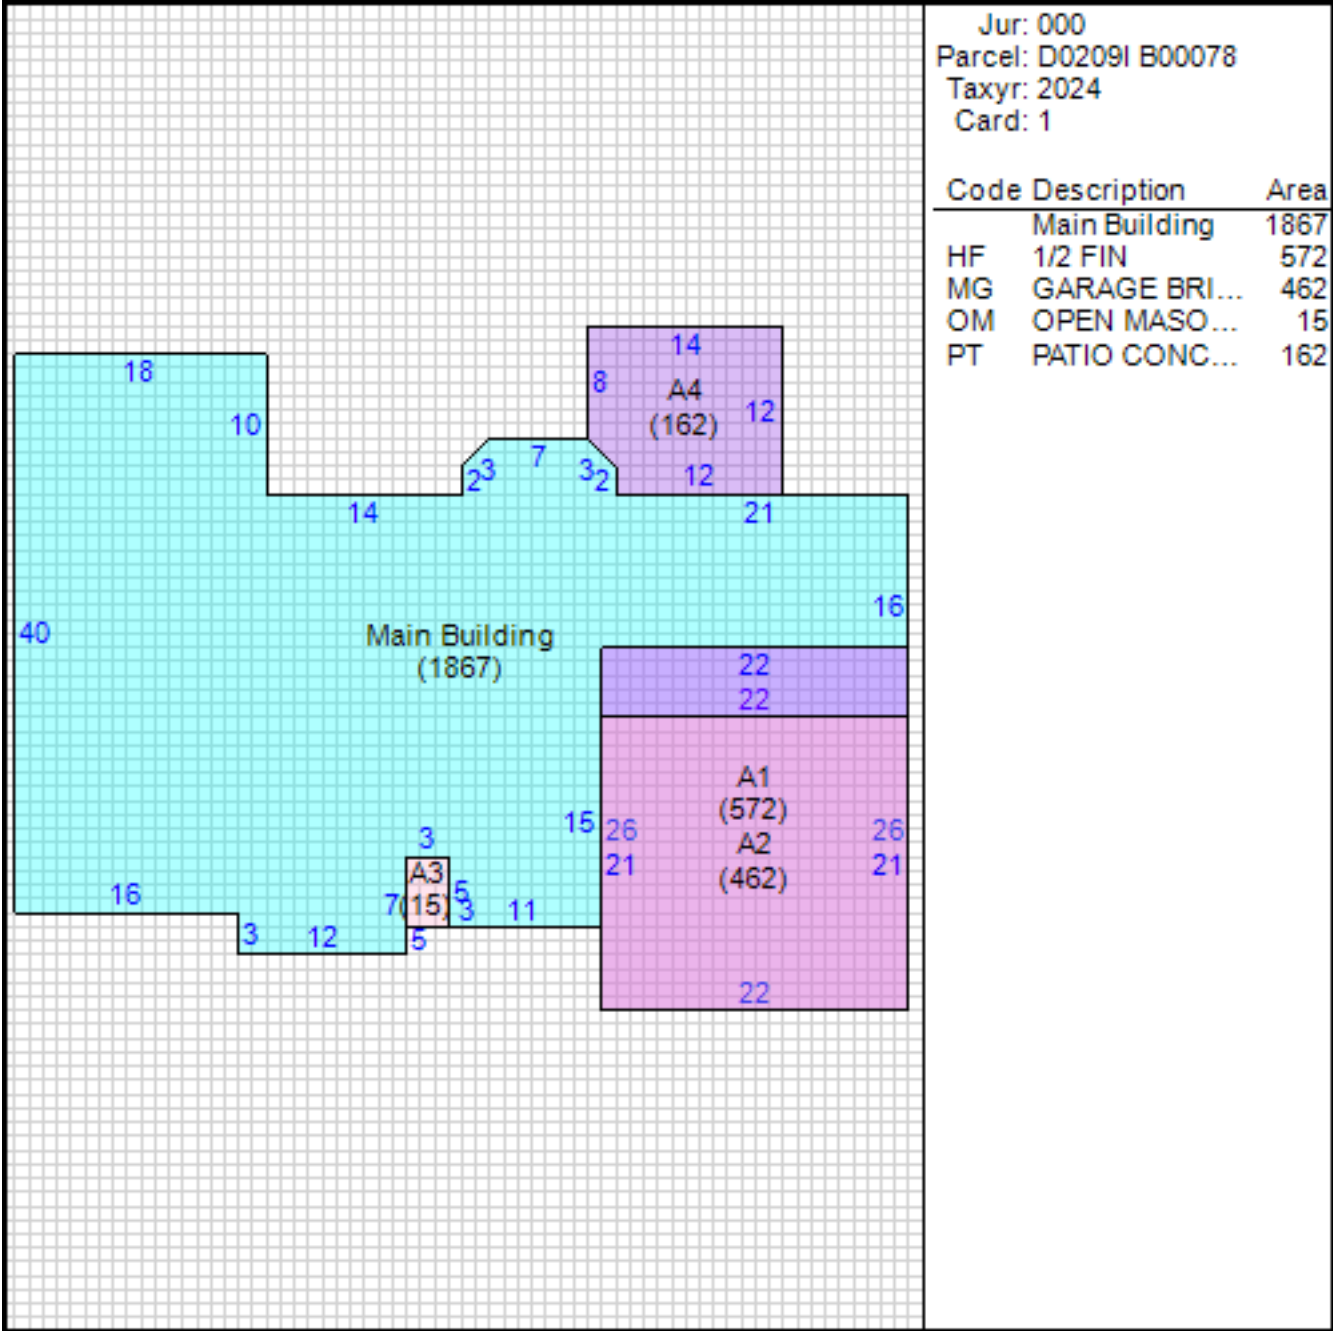 Jur: 000
Parcel: D0209I B00078
Taxyr: 2024
Card: 1
Code Description Area
Main Building 1867
HF 1/2 FIN 572
MG GARAGE BRI... 462
OM OPEN MASO... 15
PT PATIO CONC... 162
14
18
8
A4
12
10
(162)
7
3
3
2
2
12
14
21
16
40
Main Building
(1867)
22
22
A1
(572)
15
26
26
3
A2
21
21
A3
(462)
16
5
7
(15)
3
11
3
12
5
22